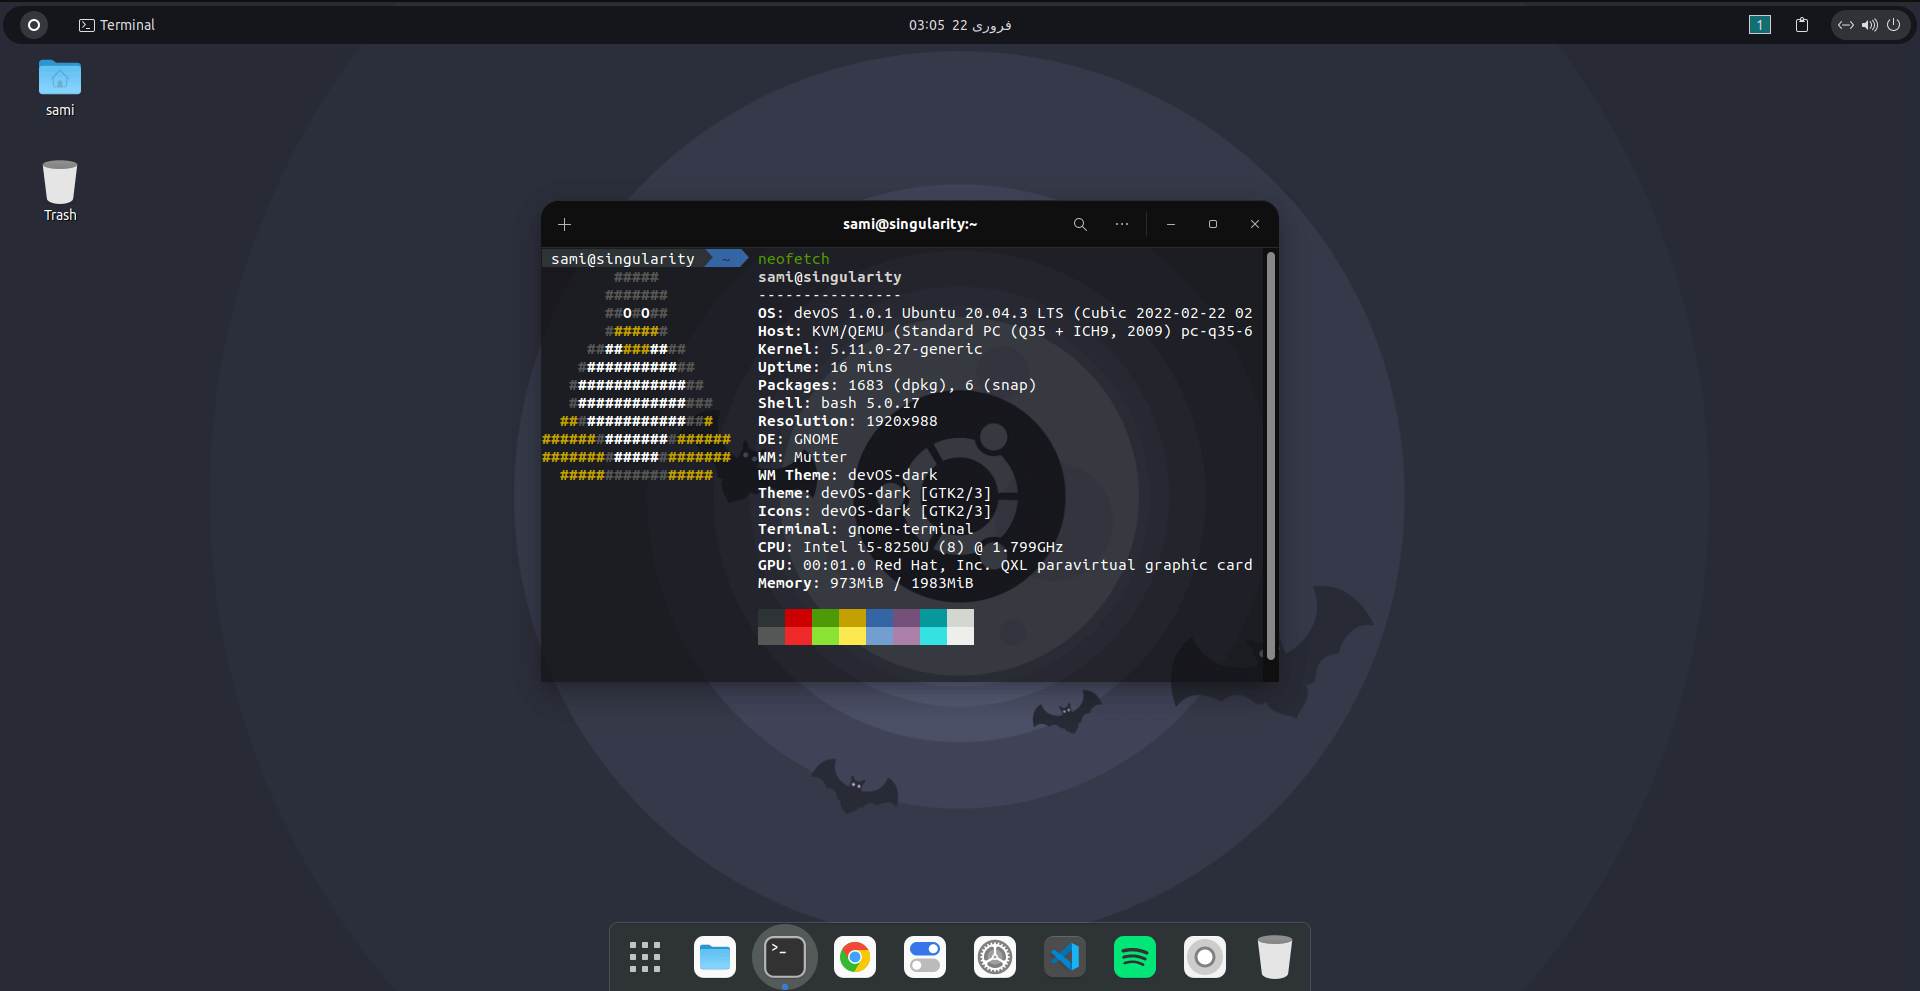 Terminal
03:05 22 فروری
1
sami
Trash
sami@singularity:~
sami@singularity ~ neofetch
#####
#######
##O#O##
#######
###########
#############
################
################
#################
#####################
#####################
#################
sami@singularity
----------------
OS: devOS 1.0.1 Ubuntu 20.04.3 LTS (Cubic 2022-02-22 02
Host: KVM/QEMU (Standard PC (Q35 + ICH9, 2009) pc-q35-6
Kernel: 5.11.0-27-generic
Uptime: 16 mins
Packages: 1683 (dpkg), 6 (snap)
Shell: bash 5.0.17
Resolution: 1920x988
DE: GNOME
WM: Mutter
WM Theme: devOS-dark
Theme: devOS-dark [GTK2/3]
Icons: devOS-dark [GTK2/3]
Terminal: gnome-terminal
CPU: Intel i5-8250U (8) @ 1.799GHz
GPU: 00:01.0 Red Hat, Inc. QXL paravirtual graphic card
Memory: 973MiB / 1983MiB